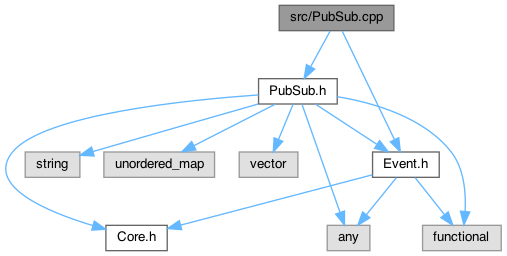 src/PubSub.cpp
PubSub.h
string
unordered_map
vector
Event.h
Core.h
any
functional